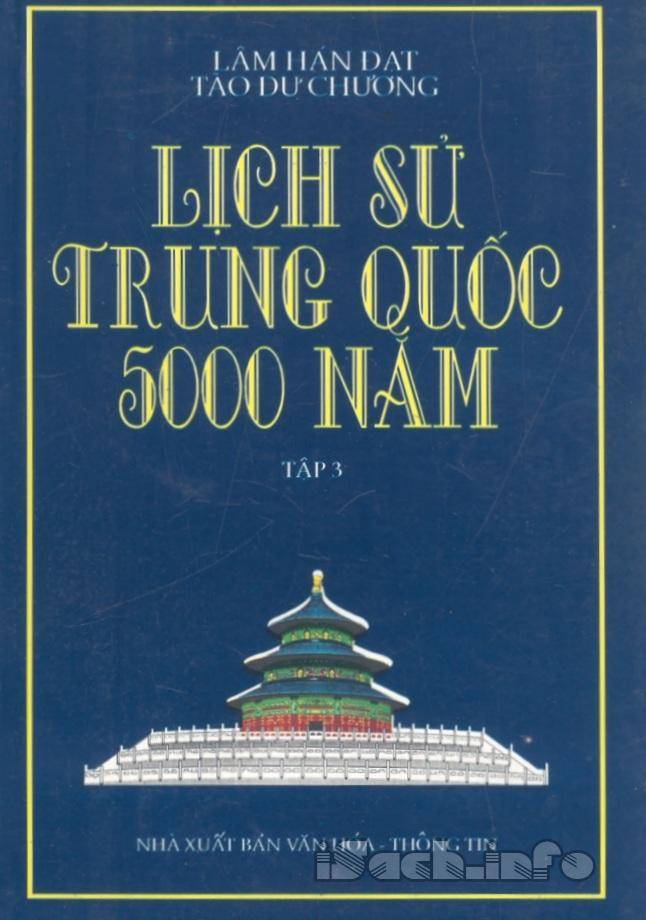 LÂM HÁN ĐẠT
TÀO DƯ CHƯƠNG
LỊCH SỬ
TRUNG QUỐC
5000 NĂM
TẬP 3
NHÀ XUẤT BẢN VĂN HÓA - THÔNG TIN
iSach.info